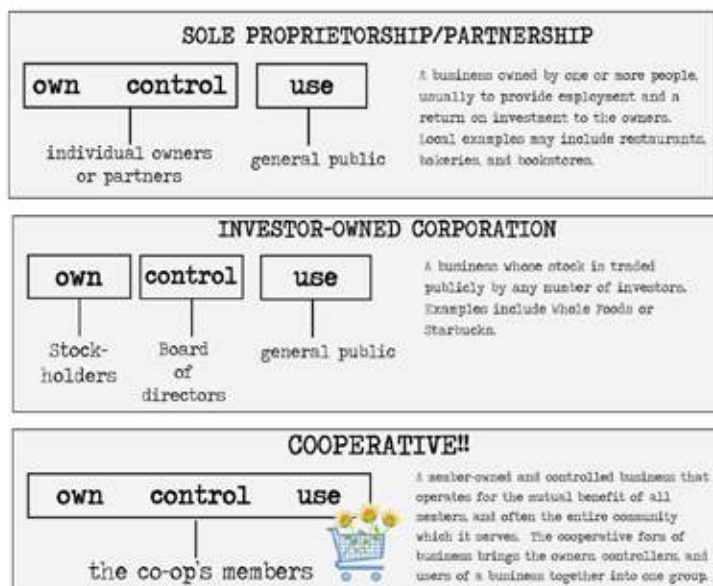 SOLE PROPRIETORSHIP/PARTNERSHIP
own control use
individual owners
or partners
general public
A business owned by one or more people,
usually to provide employment and a
return on investment to the owners.
Local examples may include restaurants,
bakeries, and bookstores.
INVESTOR-OWNED CORPORATION
own control use
Stock-
holders
Board
of
directors
general public
A business whose stock is traded
publicly by any number of investors.
Examples include Whole Foods or
Starbucks.
COOPERATIVE!!
own control use
the co-op's members
A member-owned and controlled business that
operates for the mutual benefit of all
members, and often the entire community
which it serves. The cooperative form of
business brings the owners, controllers, and
users of a business together into one group.